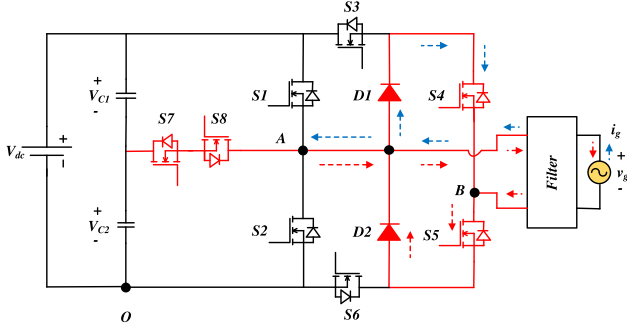 S3
S1
D1
S4
+
V_C1
-
S7
S8
A
i_g
+
V_dc
-
+
v_g
-
Filter
B
+
V_C2
-
S2
D2
S5
S6
O